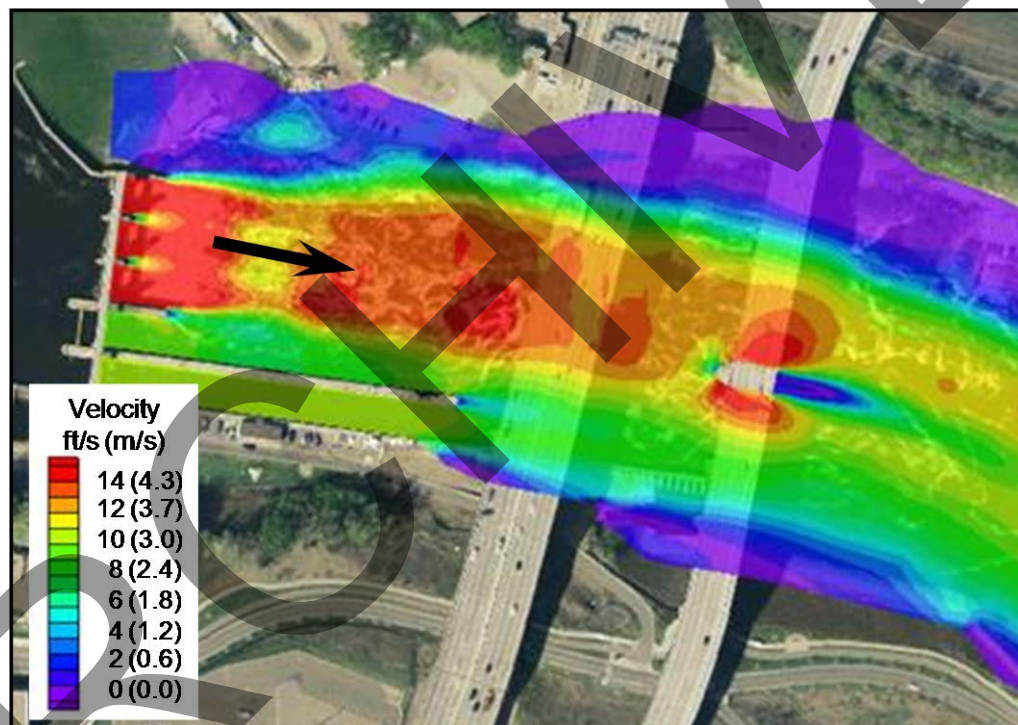 ARCHIVED
Velocity
ft/s (m/s)
14 (4.3)
12 (3.7)
10 (3.0)
8 (2.4)
6 (1.8)
4 (1.2)
2 (0.6)
0 (0.0)